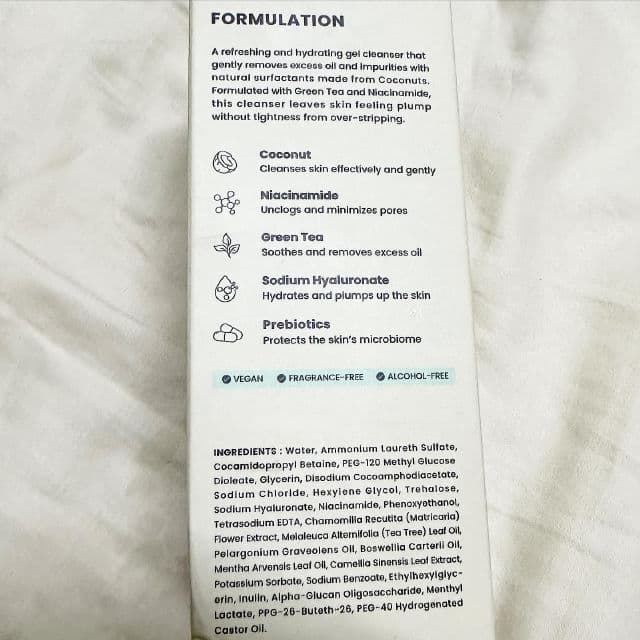 FORMULATION
A refreshing and hydrating gel cleanser that
gently removes excess oil and impurities with
natural surfactants made from Coconuts.
Formulated with Green Tea and Niacinamide,
this cleanser leaves skin feeling plump
without tightness from over-stripping.
Coconut
Cleanses skin effectively and gently
Niacinamide
Unclogs and minimizes pores
Green Tea
Soothes and removes excess oil
Sodium Hyaluronate
Hydrates and plumps up the skin
Prebiotics
Protects the skin's microbiome
VEGAN FRAGRANCE-FREE ALCOHOL-FREE
INGREDIENTS : Water, Ammonium Laureth Sulfate,
Cocamidopropyl Betaine, PEG-120 Methyl Glucose
Dioleate, Glycerin, Disodium Cocoamphodiacetate,
Sodium Chloride, Hexylene Glycol, Trehalose,
Sodium Hyaluronate, Niacinamide, Phenoxyethanol,
Tetrasodium EDTA, Chamomilla Recutita (Matricaria)
Flower Extract, Melaleuca Alternifolia (Tea Tree) Leaf Oil,
Pelargonium Graveolens Oil, Boswellia Carterii Oil,
Mentha Arvensis Leaf Oil, Camellia Sinensis Leaf Extract,
Potassium Sorbate, Sodium Benzoate, Ethylhexylglyc-
erin, Inulin, Alpha-Glucan Oligosaccharide, Menthyl
Lactate, PPG-26-Buteth-26, PEG-40 Hydrogenated
Castor Oil.